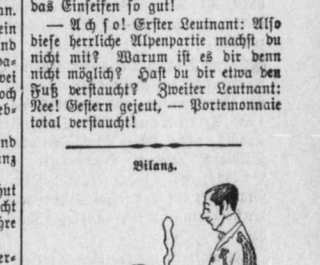 das Einseifen so gut!
— Ach so! Erster Leutnant: Also
diese herrliche Alpenpartie machst du
nicht mit? Warum ist es dir denn
nicht möglich? Hast du dir etwa den
Fuß verstaucht? Zweiter Leutnant:
Nee! Gestern gejeut, — Portemonnaie
total verstaucht!
Bilanz.